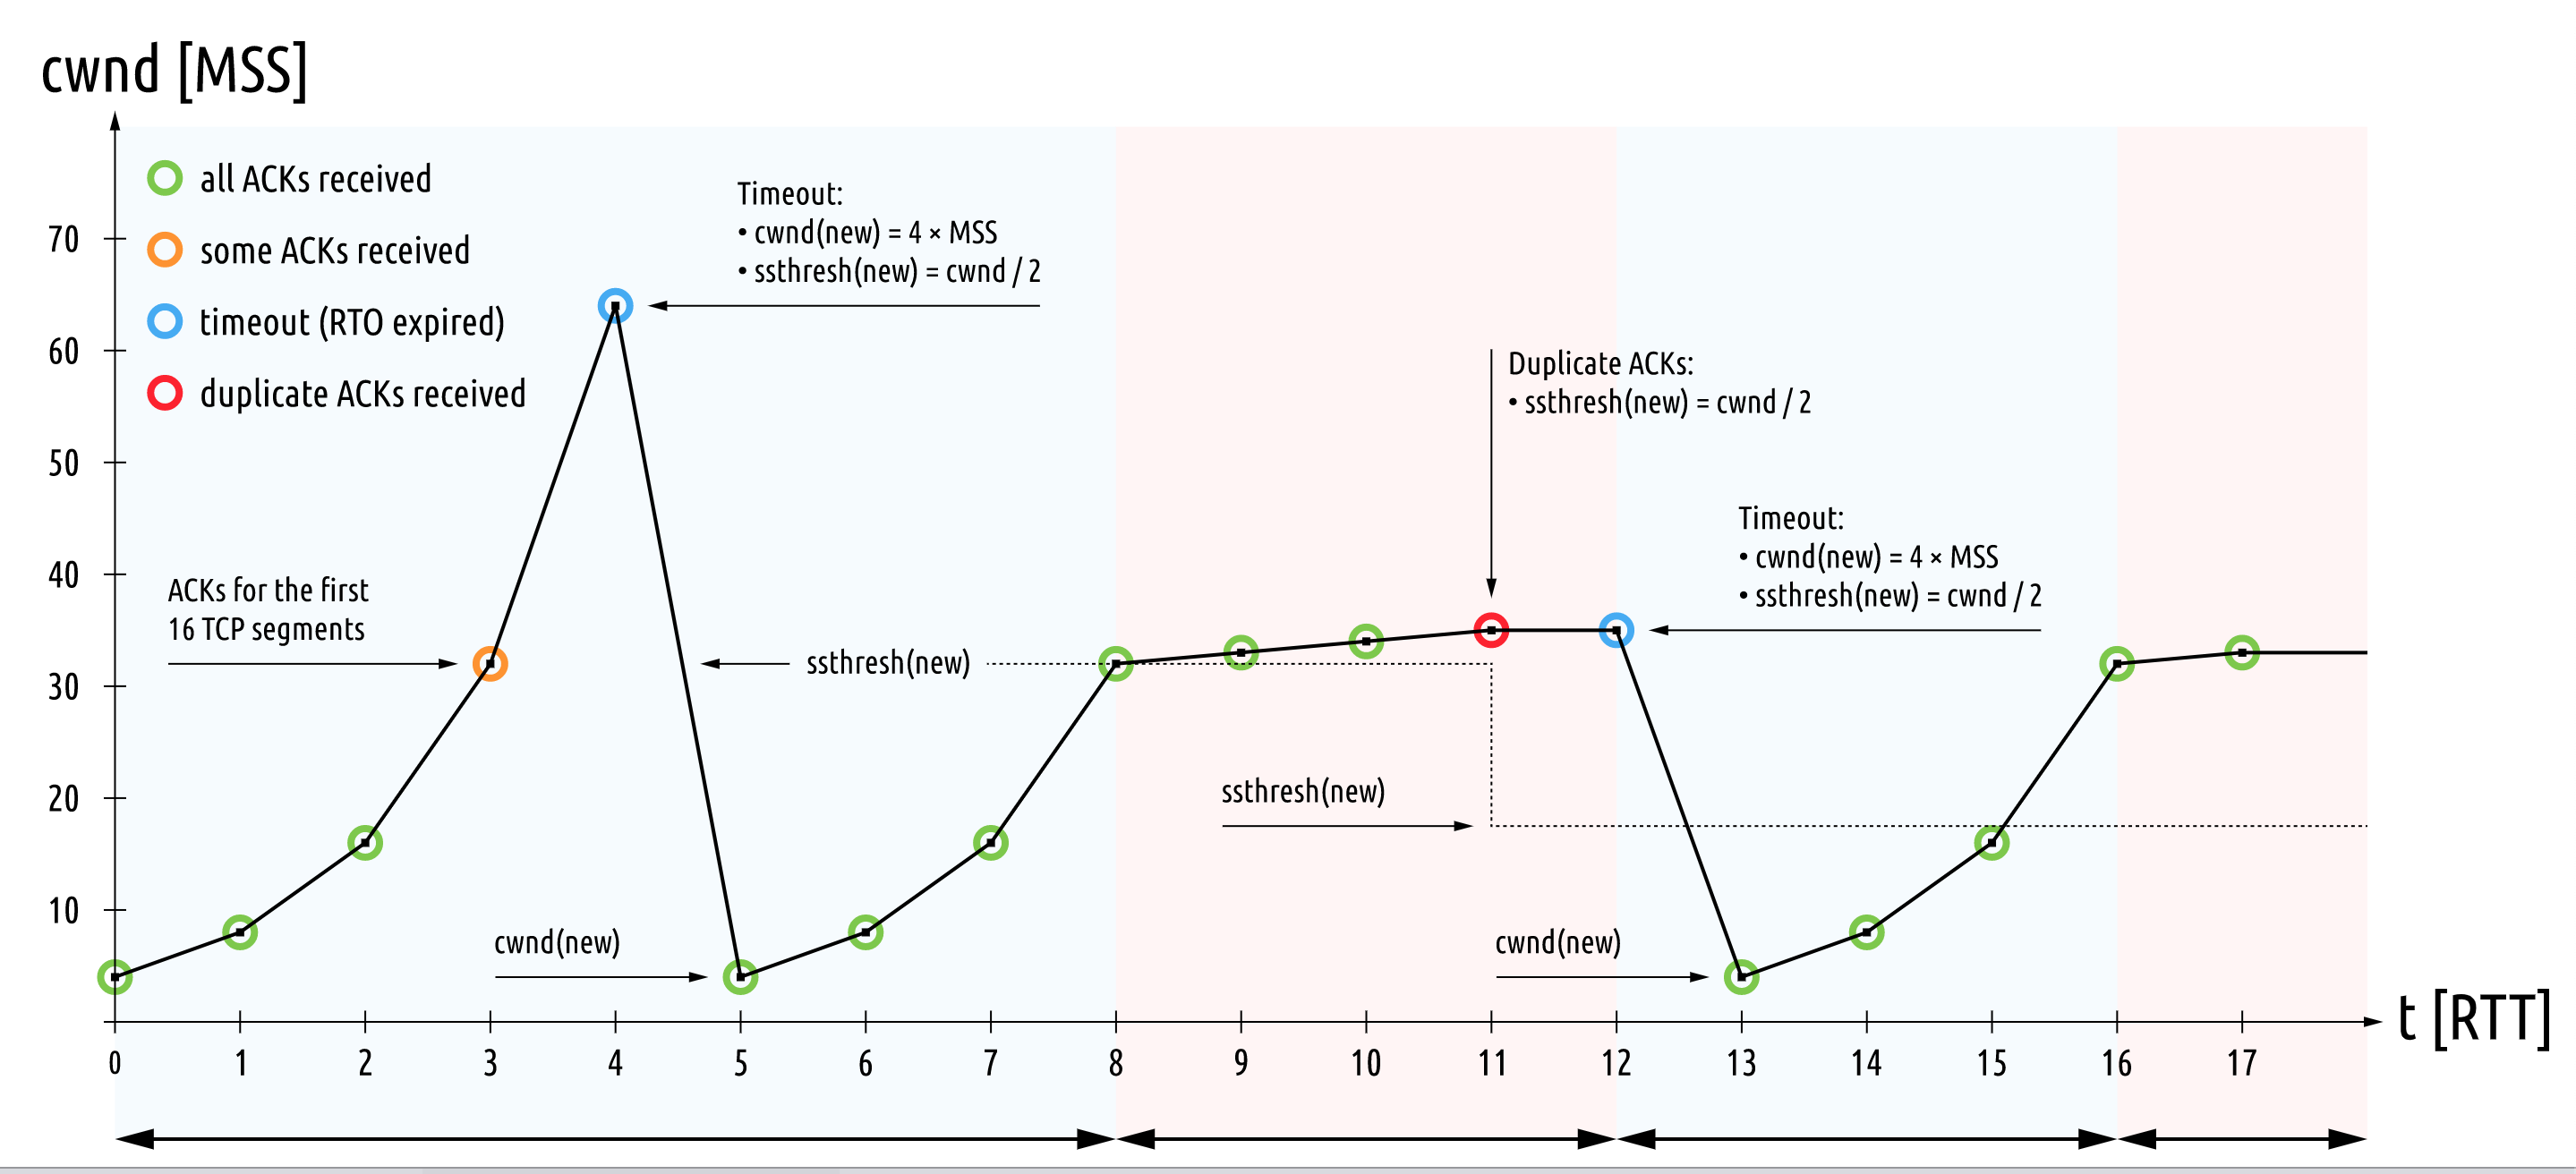 cwnd [MSS]
all ACKs received
some ACKs received
timeout (RTO expired)
duplicate ACKs received
Timeout:
• cwnd(new) = 4 × MSS
• ssthresh(new) = cwnd / 2
Duplicate ACKs:
• ssthresh(new) = cwnd / 2
Timeout:
• cwnd(new) = 4 × MSS
• ssthresh(new) = cwnd / 2
ACKs for the first
16 TCP segments
ssthresh(new)
ssthresh(new)
cwnd(new)
cwnd(new)
70
60
50
40
30
20
10
0 1 2 3 4 5 6 7 8 9 10 11 12 13 14 15 16 17
t [RTT]